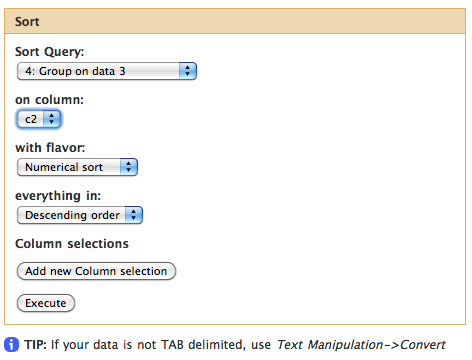 Sort
Sort Query:
4: Group on data 3
on column:
c2
with flavor:
Numerical sort
everything in:
Descending order
Column selections
Add new Column selection
Execute
TIP: If your data is not TAB delimited, use Text Manipulation->Convert